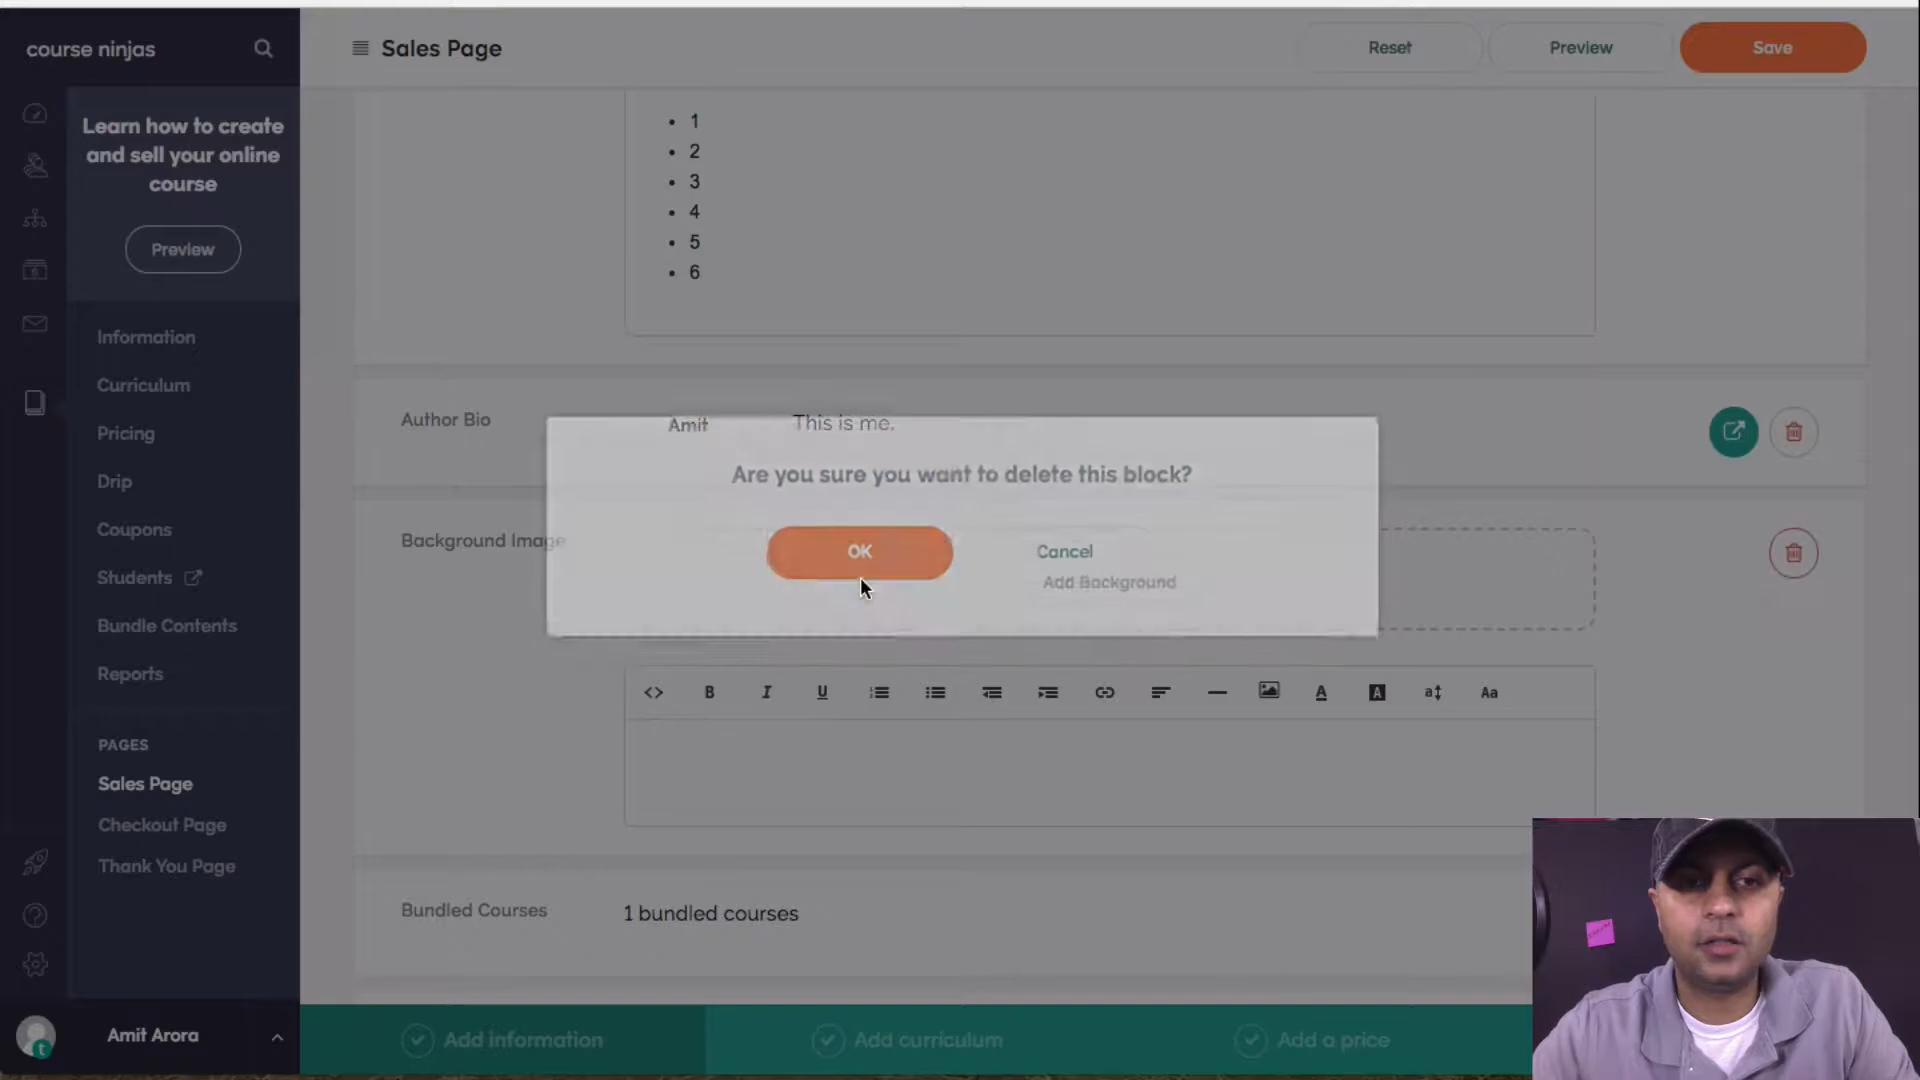 course ninjas
Sales Page
Reset
Preview
Save
Learn how to create
and sell your online
course
Preview
Information
Curriculum
Pricing
Drip
Coupons
Students
Bundle Contents
Reports
PAGES
Sales Page
Checkout Page
Thank You Page
Amit Arora
• 1
• 2
• 3
• 4
• 5
• 6
Author Bio
Amit
This is me.
Are you sure you want to delete this block?
Background Image
OK
Cancel
Add Background
B I U A A a Aa
Bundled Courses
1 bundled courses
Add information
Add curriculum
Add a price